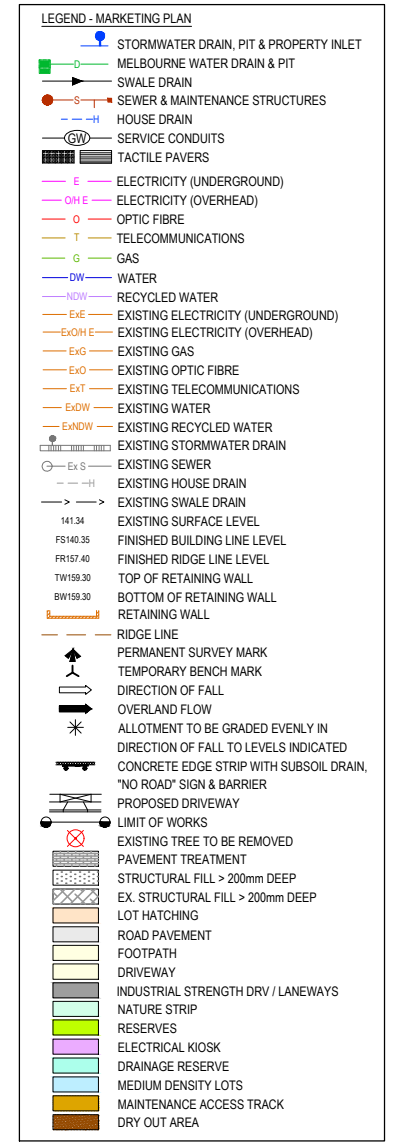 LEGEND - MARKETING PLAN
STORMWATER DRAIN, PIT & PROPERTY INLET
D MELBOURNE WATER DRAIN & PIT
SWALE DRAIN
S SEWER & MAINTENANCE STRUCTURES
H HOUSE DRAIN
GW SERVICE CONDUITS
TACTILE PAVERS
E ELECTRICITY (UNDERGROUND)
O/H E ELECTRICITY (OVERHEAD)
O OPTIC FIBRE
T TELECOMMUNICATIONS
G GAS
DW WATER
NDW RECYCLED WATER
ExE EXISTING ELECTRICITY (UNDERGROUND)
ExO/H E EXISTING ELECTRICITY (OVERHEAD)
ExG EXISTING GAS
ExO EXISTING OPTIC FIBRE
ExT EXISTING TELECOMMUNICATIONS
ExDW EXISTING WATER
ExNDW EXISTING RECYCLED WATER
EXISTING STORMWATER DRAIN
Ex S EXISTING SEWER
H EXISTING HOUSE DRAIN
> > EXISTING SWALE DRAIN
141.34 EXISTING SURFACE LEVEL
FS140.35 FINISHED BUILDING LINE LEVEL
FR157.40 FINISHED RIDGE LINE LEVEL
TW159.30 TOP OF RETAINING WALL
BW159.30 BOTTOM OF RETAINING WALL
RETAINING WALL
RIDGE LINE
PERMANENT SURVEY MARK
TEMPORARY BENCH MARK
DIRECTION OF FALL
OVERLAND FLOW
ALLOTMENT TO BE GRADED EVENLY IN
DIRECTION OF FALL TO LEVELS INDICATED
CONCRETE EDGE STRIP WITH SUBSOIL DRAIN,
"NO ROAD" SIGN & BARRIER
PROPOSED DRIVEWAY
LIMIT OF WORKS
EXISTING TREE TO BE REMOVED
PAVEMENT TREATMENT
STRUCTURAL FILL > 200mm DEEP
EX. STRUCTURAL FILL > 200mm DEEP
LOT HATCHING
ROAD PAVEMENT
FOOTPATH
DRIVEWAY
INDUSTRIAL STRENGTH DRV / LANEWAYS
NATURE STRIP
RESERVES
ELECTRICAL KIOSK
DRAINAGE RESERVE
MEDIUM DENSITY LOTS
MAINTENANCE ACCESS TRACK
DRY OUT AREA